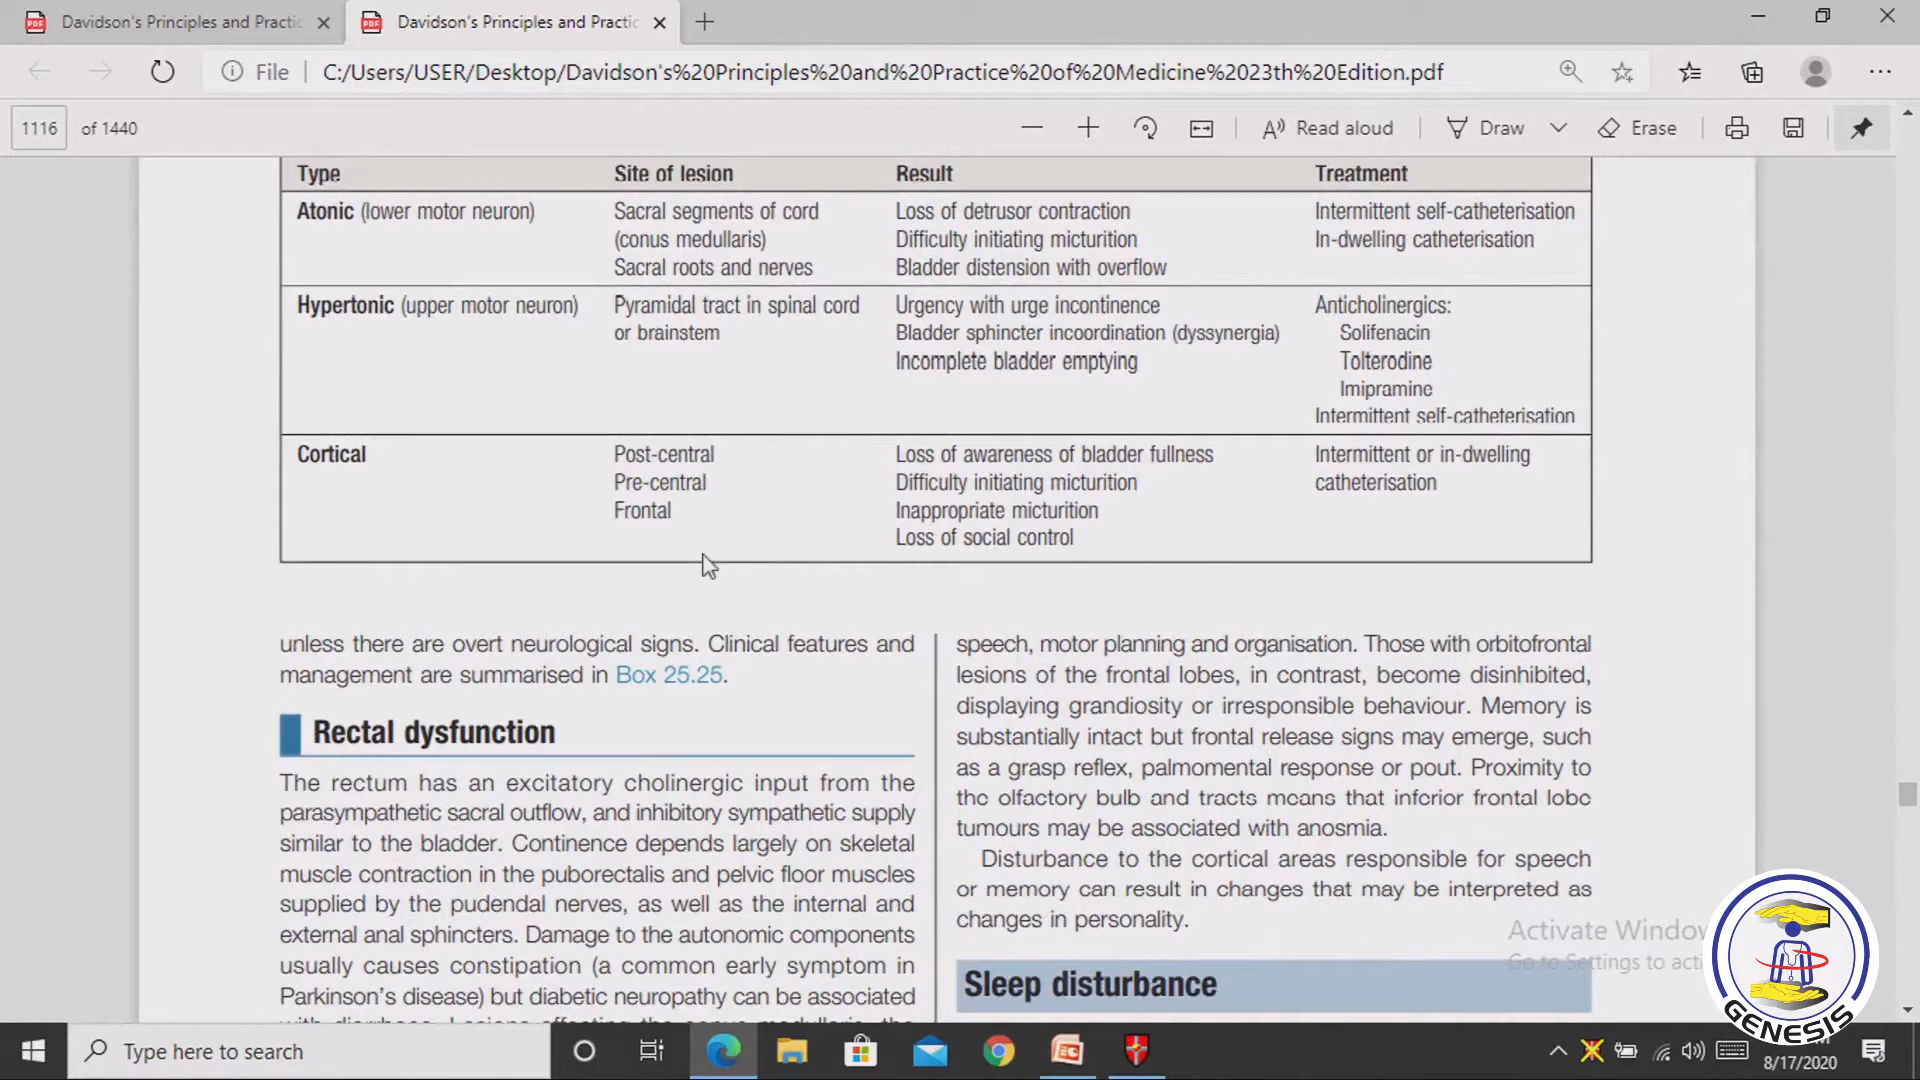 Davidson's Principles and Practic
Davidson's Principles and Practic
File
C:/Users/USER/Desktop/Davidson's%20Principles%20and%20Practice%20of%20Medicine%2023th%20Edition.pdf
1116 of 1440
Read aloud
Draw
Erase
Type Site of lesion Result Treatment
Atonic (lower motor neuron) Sacral segments of cord Loss of detrusor contraction Intermittent self-catheterisation
(conus medullaris) Difficulty initiating micturition In-dwelling catheterisation
Sacral roots and nerves Bladder distension with overflow
Hypertonic (upper motor neuron) Pyramidal tract in spinal cord Urgency with urge incontinence Anticholinergics:
or brainstem Bladder sphincter incoordination (dyssynergia) Solifenacin
Incomplete bladder emptying Tolterodine
Imipramine
Intermittent self-catheterisation
Cortical Post-central Loss of awareness of bladder fullness Intermittent or in-dwelling
Pre-central Difficulty initiating micturition catheterisation
Frontal Inappropriate micturition
Loss of social control
unless there are overt neurological signs. Clinical features and
management are summarised in Box 25.25.
Rectal dysfunction
The rectum has an excitatory cholinergic input from the
parasympathetic sacral outflow, and inhibitory sympathetic supply
similar to the bladder. Continence depends largely on skeletal
muscle contraction in the puborectalis and pelvic floor muscles
supplied by the pudendal nerves, as well as the internal and
external anal sphincters. Damage to the autonomic components
usually causes constipation (a common early symptom in
Parkinson's disease) but diabetic neuropathy can be associated
speech, motor planning and organisation. Those with orbitofrontal
lesions of the frontal lobes, in contrast, become disinhibited,
displaying grandiosity or irresponsible behaviour. Memory is
substantially intact but frontal release signs may emerge, such
as a grasp reflex, palmomental response or pout. Proximity to
the olfactory bulb and tracts means that inferior frontal lobe
tumours may be associated with anosmia.
Disturbance to the cortical areas responsible for speech
or memory can result in changes that may be interpreted as
changes in personality.
Sleep disturbance
Activate Window
Go to Settings to acti
GENESIS
Type here to search
8/17/2020